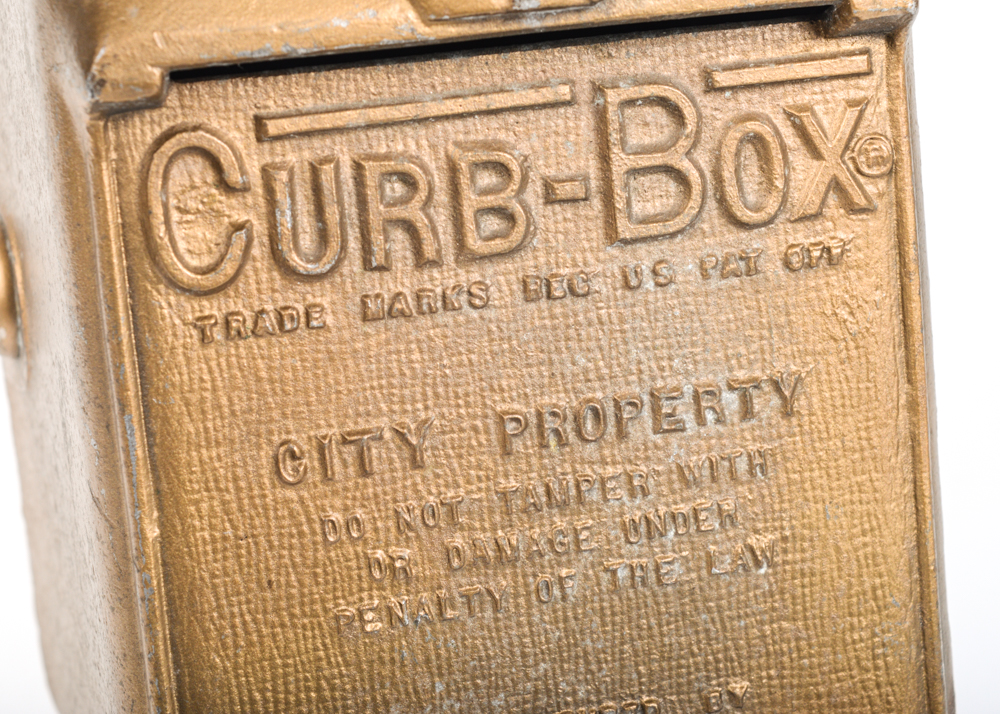 CURB-BOX®
TRADE MARKS REG US PAT OFF
CITY PROPERTY
DO NOT TAMPER WITH
OR DAMAGE UNDER
PENALTY OF THE LAW
BY